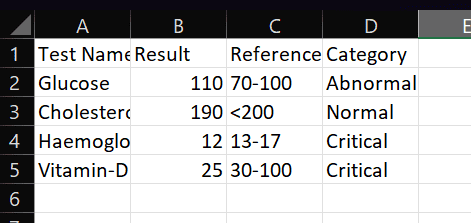 A B C D E
1 Test Name Result Reference Category
2 Glucose 110 70-100 Abnormal
3 Cholestero 190 <200 Normal
4 Haemoglo 12 13-17 Critical
5 Vitamin-D 25 30-100 Critical
6